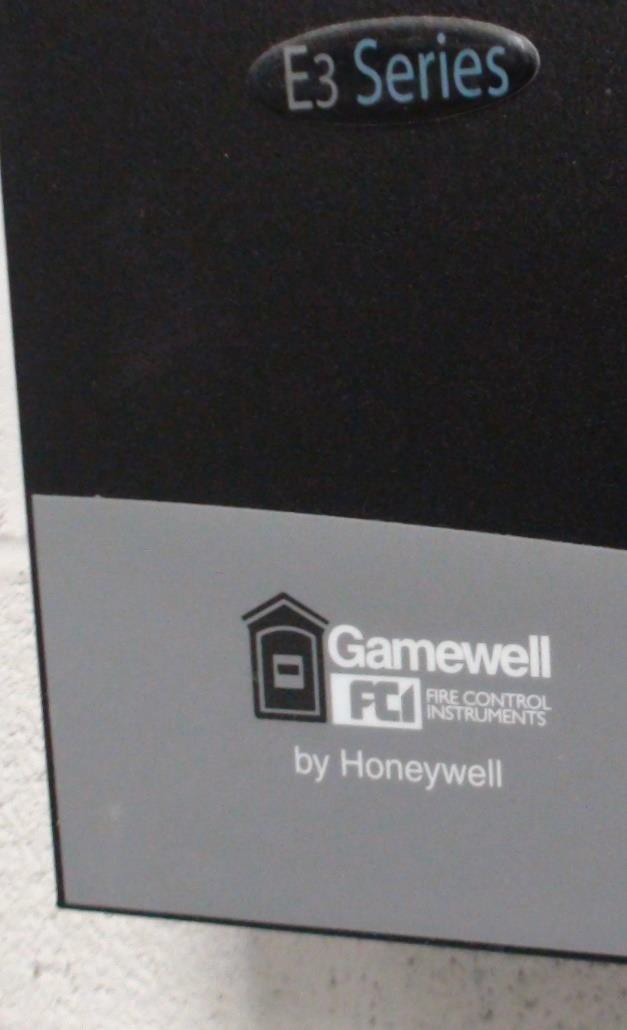 E3 Series
Gamewell
FCI FIRE CONTROL
INSTRUMENTS
by Honeywell